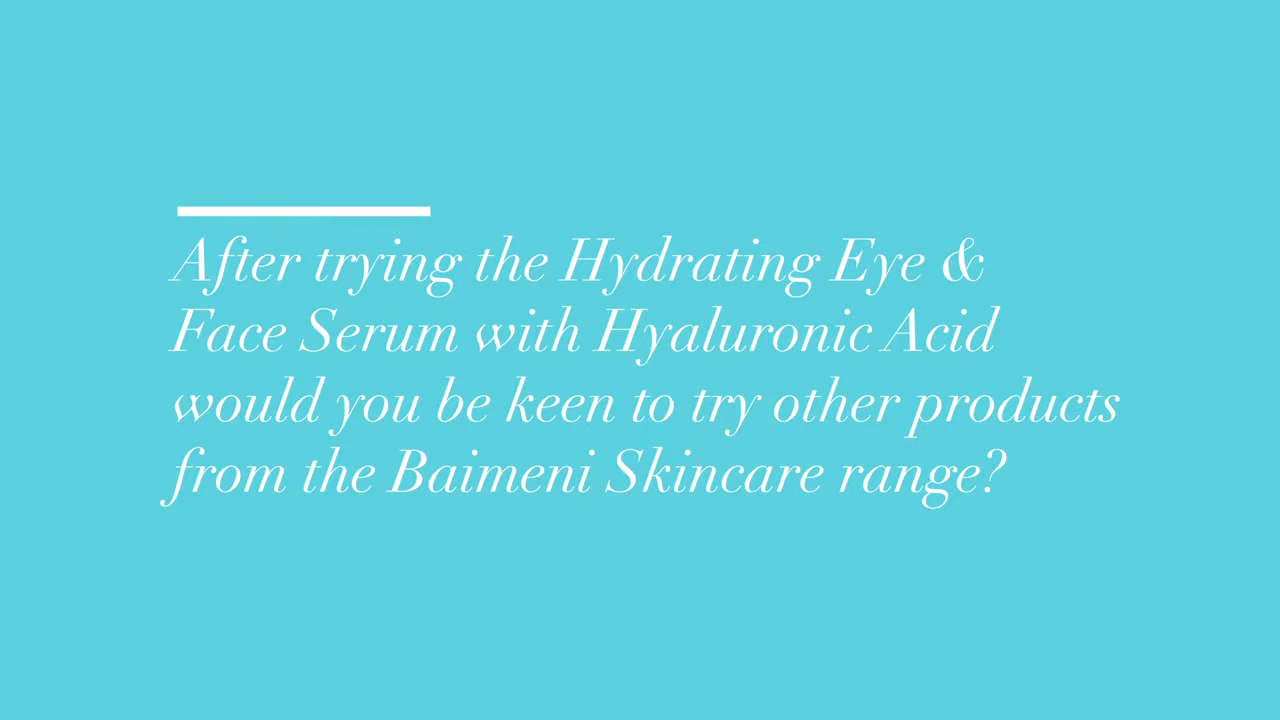 After trying the Hydrating Eye &
Face Serum with Hyaluronic Acid
would you be keen to try other products
from the Baimeni Skincare range?